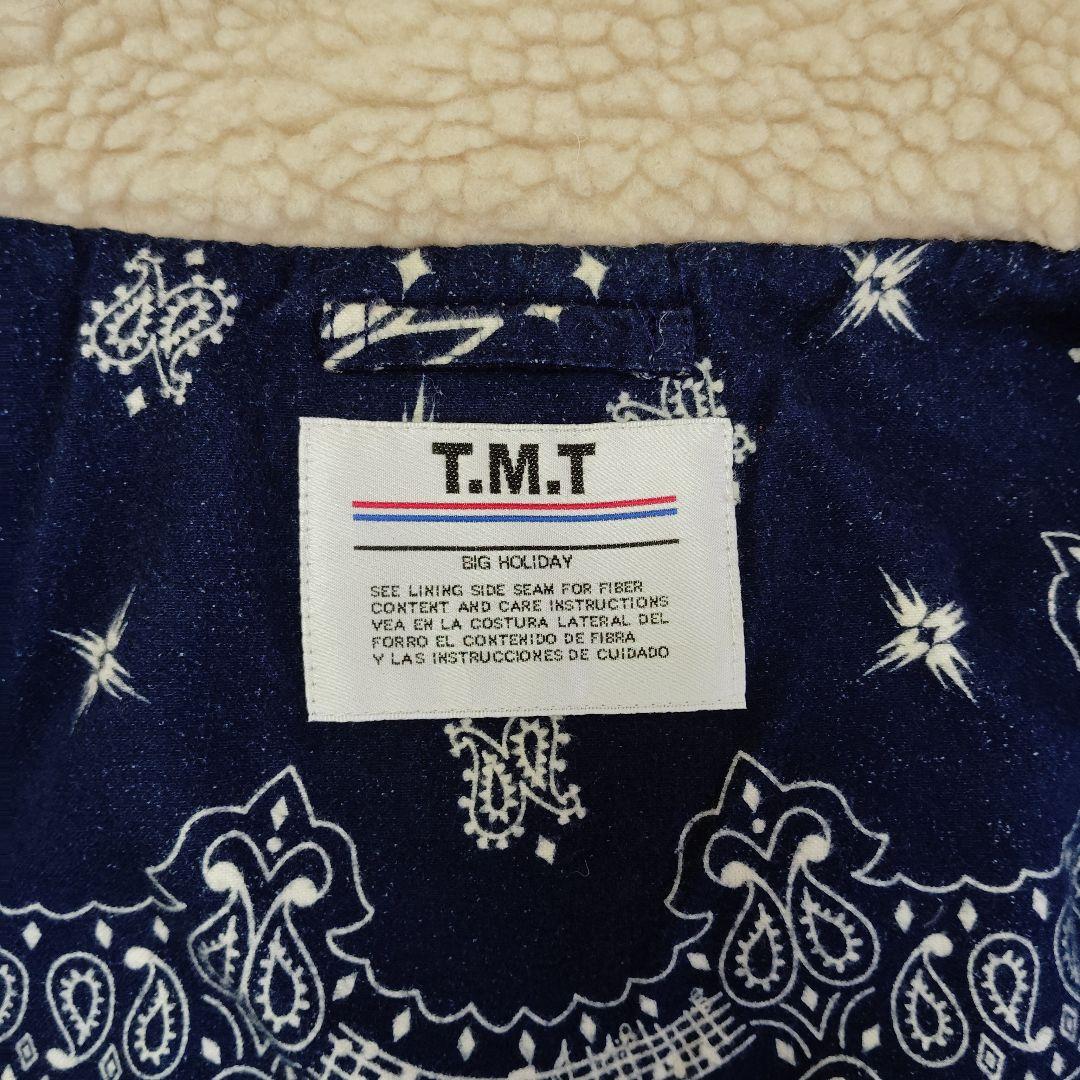 T.M.T
BIG HOLIDAY
SEE LINING SIDE SEAM FOR FIBER
CONTENT AND CARE INSTRUCTIONS
VEA EN LA COSTURA LATERAL DEL
FORRO EL CONTENIDO DE FIBRA
Y LAS INSTRUCCIONES DE CUIDADO